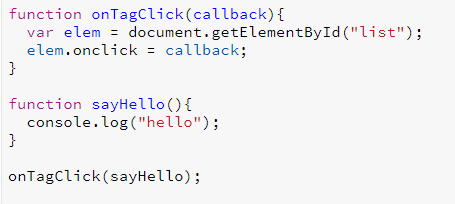 function onTagClick(callback){
  var elem = document.getElementById("list");
  elem.onclick = callback;
}

function sayHello(){
  console.log("hello");
}

onTagClick(sayHello);